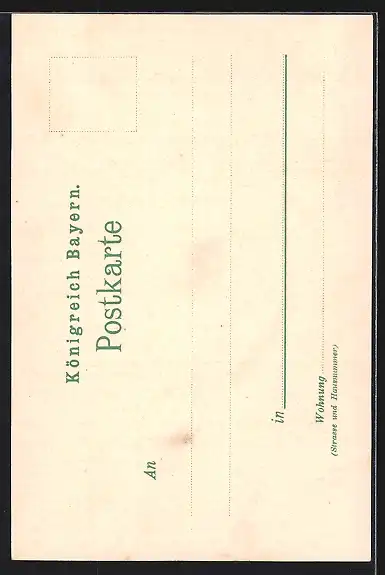 Königreich Bayern.
Postkarte
An
in
Wohnung
(Strasse und Hausnummer)